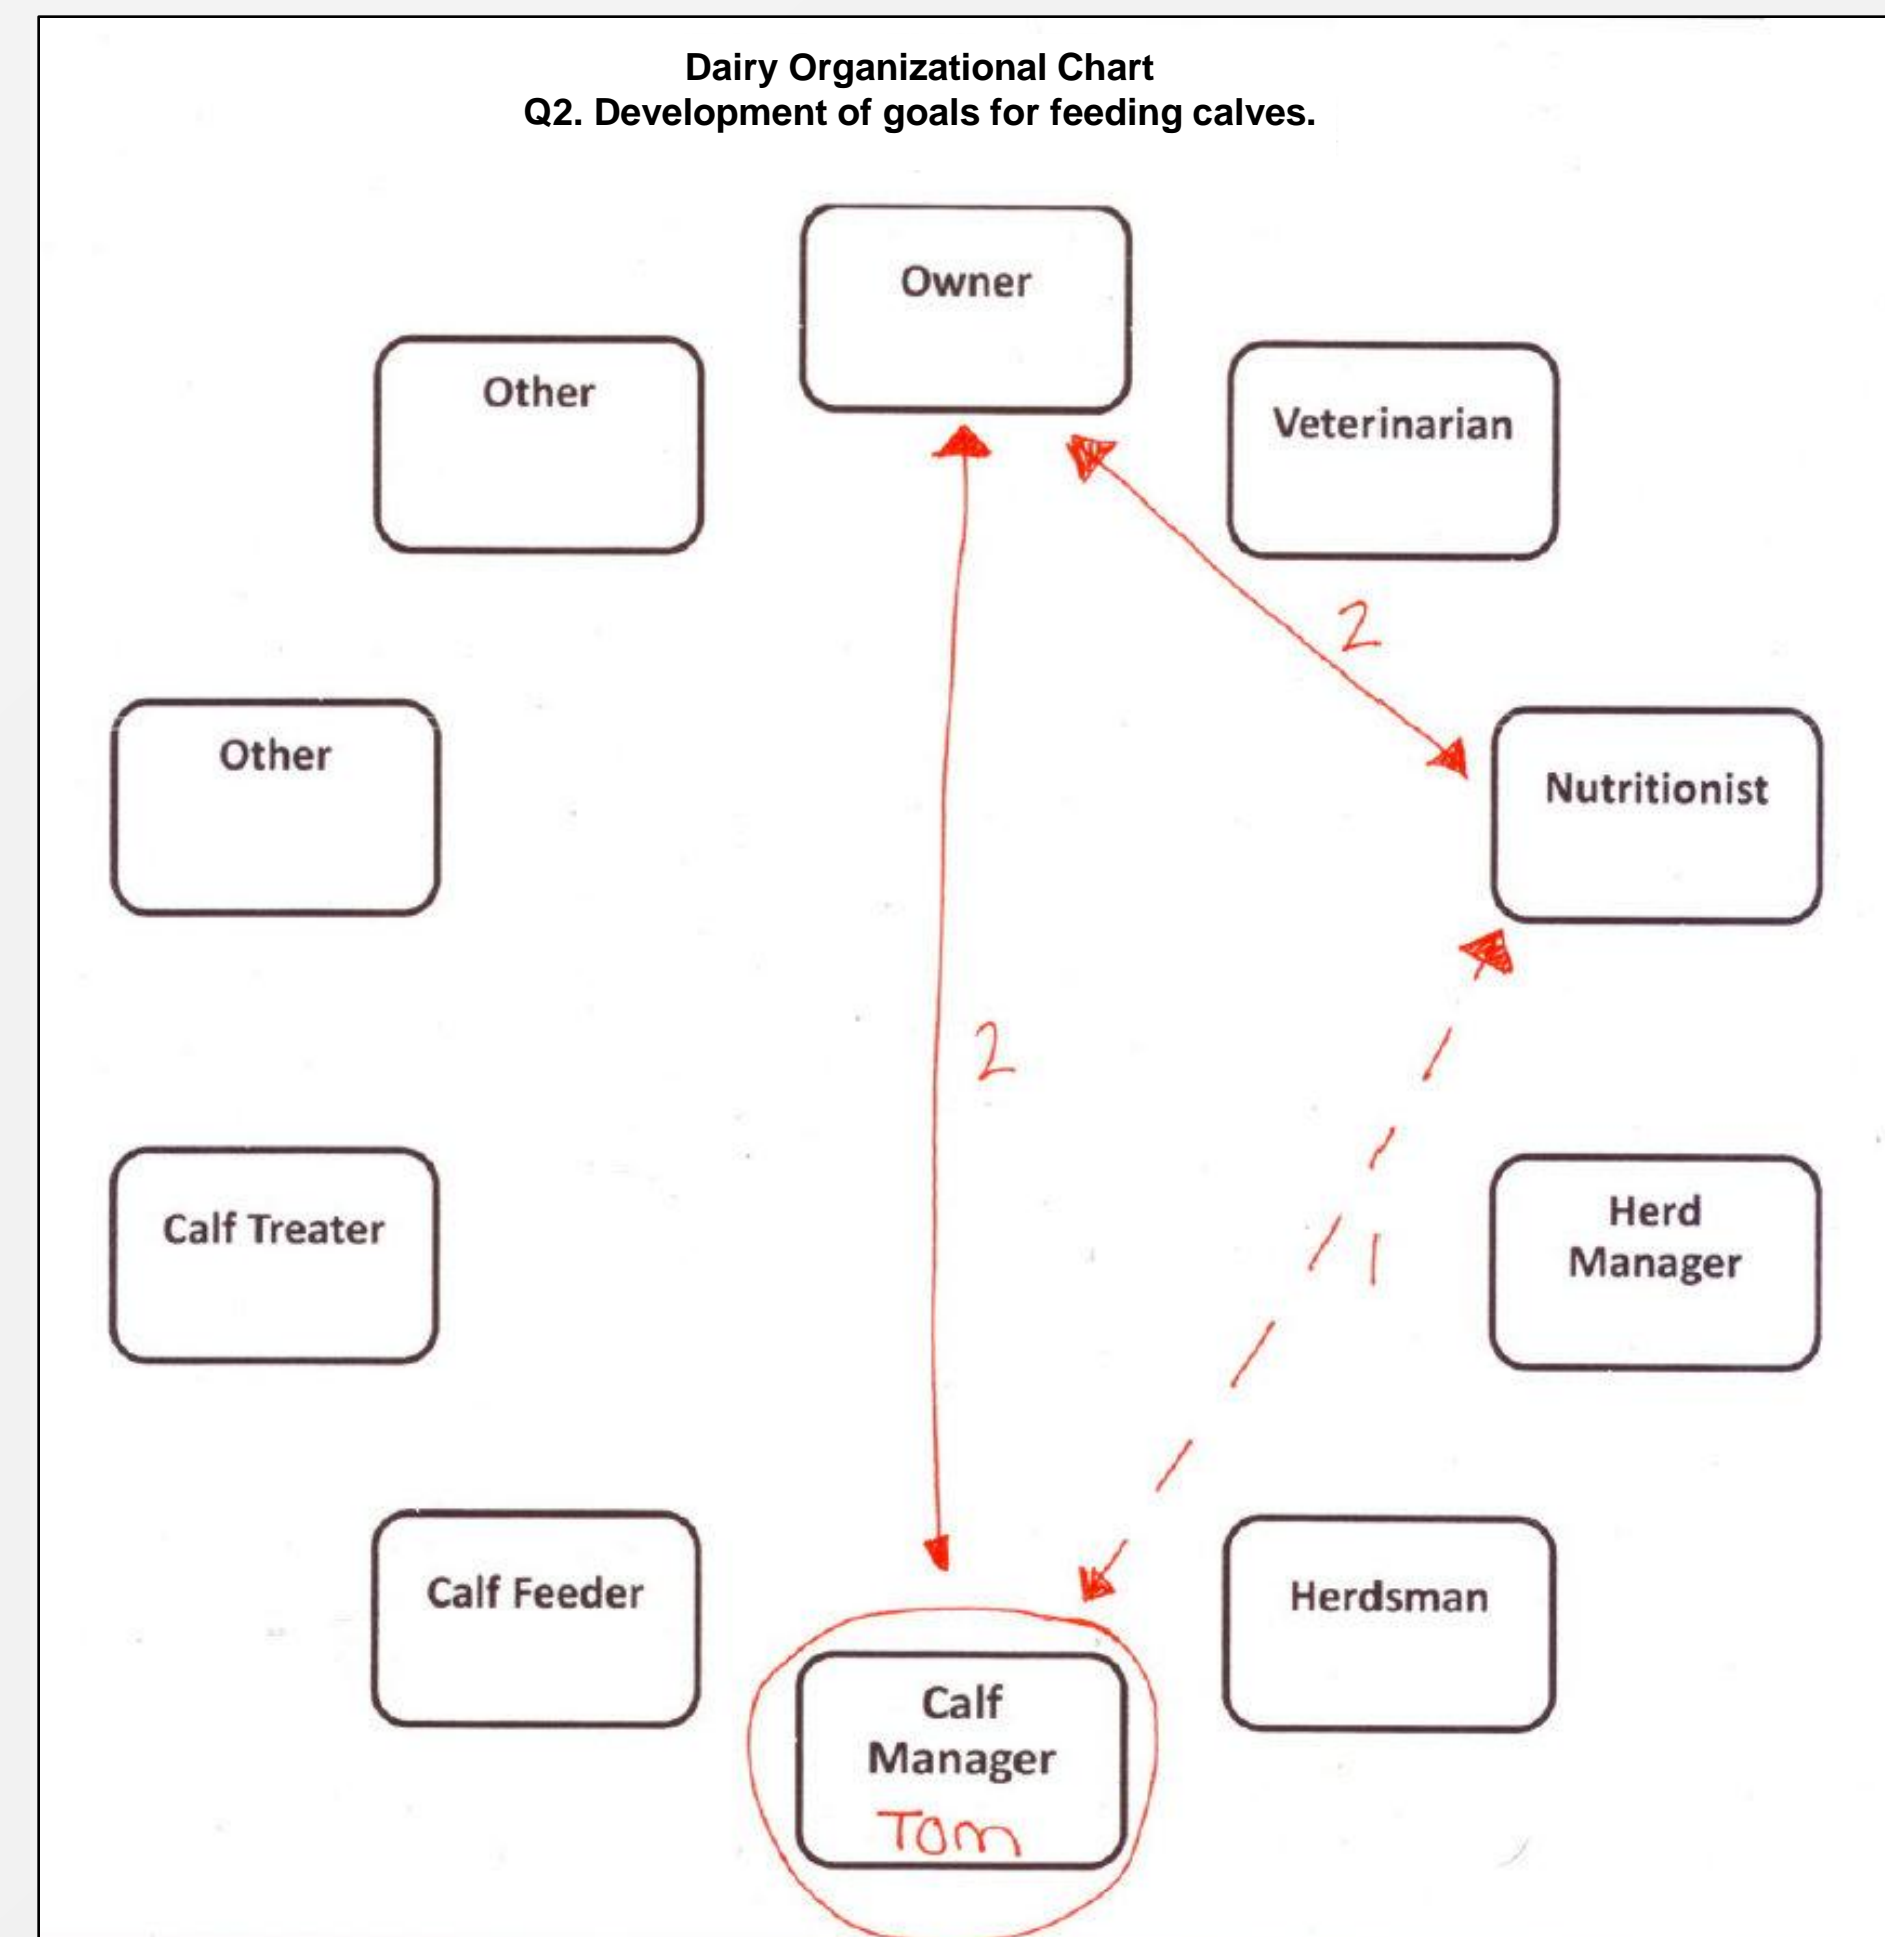 Dairy Organizational Chart
Q2. Development of goals for feeding calves.
Owner
Other
Veterinarian
2
Other
Nutritionist
2
Calf Treater
1
Herd
Manager
Calf Feeder
Herdsman
Calf
Manager
Tom